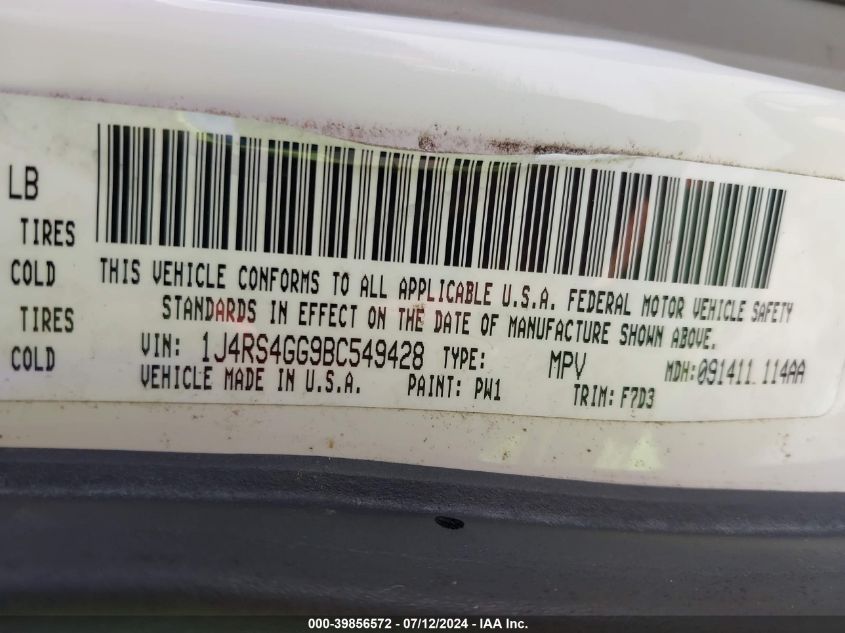 LB
TIRES
COLD
TIRES
COLD
THIS VEHICLE CONFORMS TO ALL APPLICABLE U.S.A. FEDERAL MOTOR VEHICLE SAFETY
STANDARDS IN EFFECT ON THE DATE OF MANUFACTURE SHOWN ABOVE.
VIN: 1J4RS4GG9BC549428 TYPE: MPV MDH: 091411 114AA
VEHICLE MADE IN U.S.A. PAINT: PW1 TRIM: F7D3
000-39856572 / 07/12/2024 - IAA Inc.